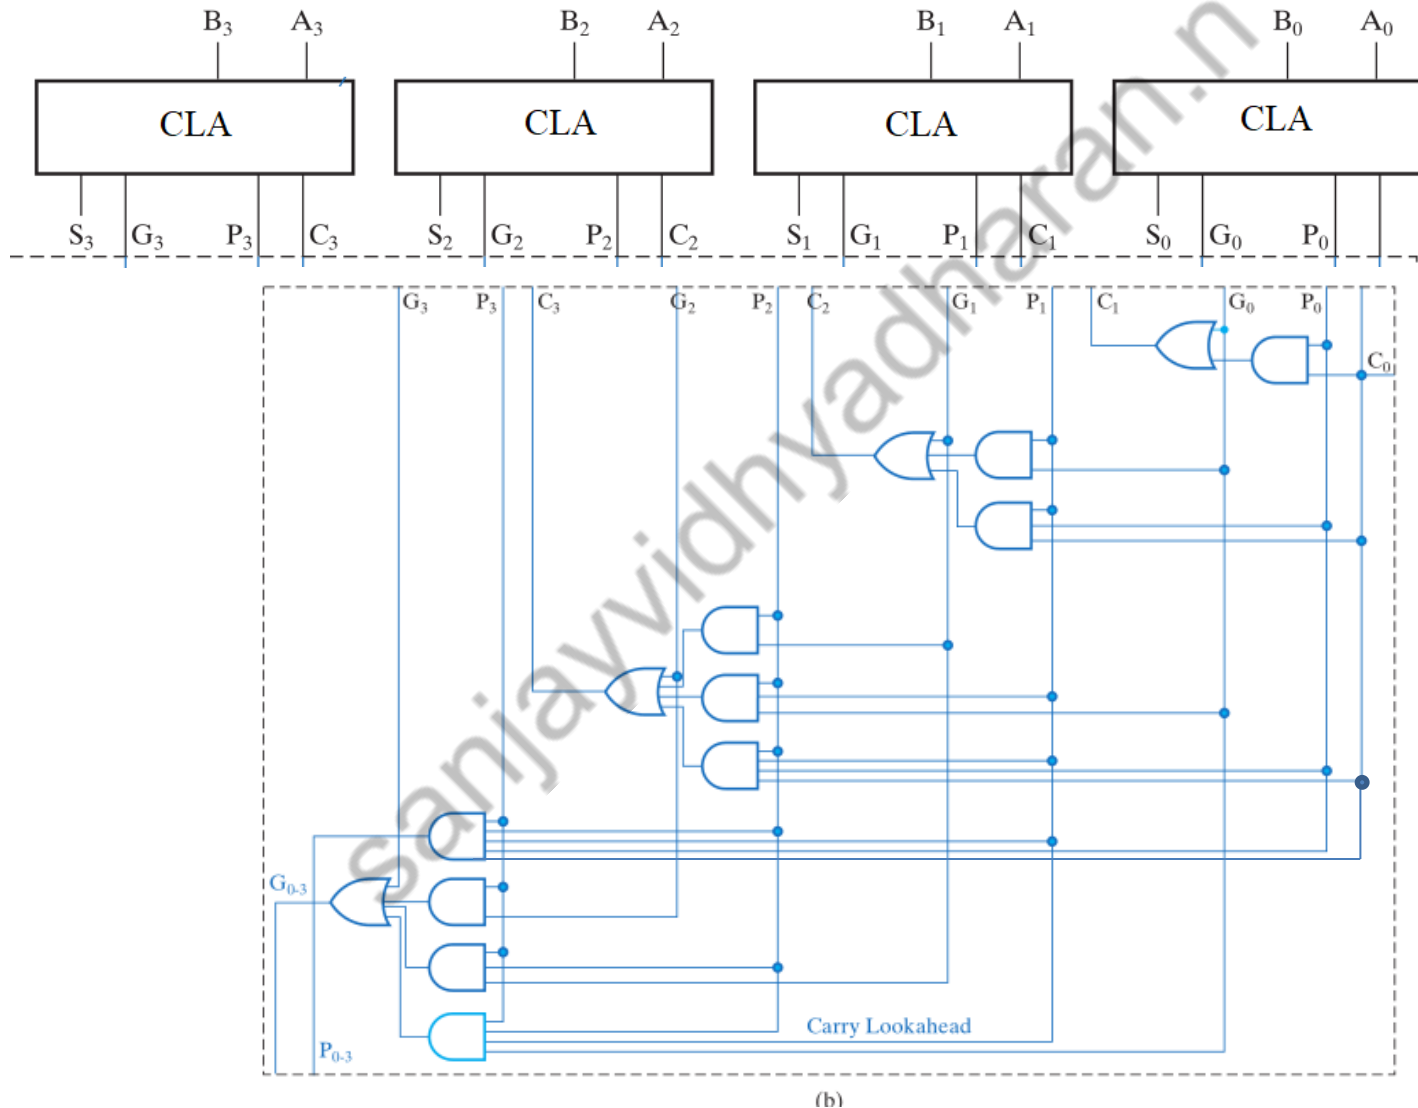 B3 A3 B2 A2 B1 A1 B0 A0
CLA CLA CLA CLA
S3 G3 P3 C3 S2 G2 P2 C2 S1 G1 P1 C1 S0 G0 P0
G3 P3 C3 G2 P2 C2 G1 P1 C1 G0 P0
C0
G0-3
Carry Lookahead
P0-3
(b)
sanjayvidhyadharan.n